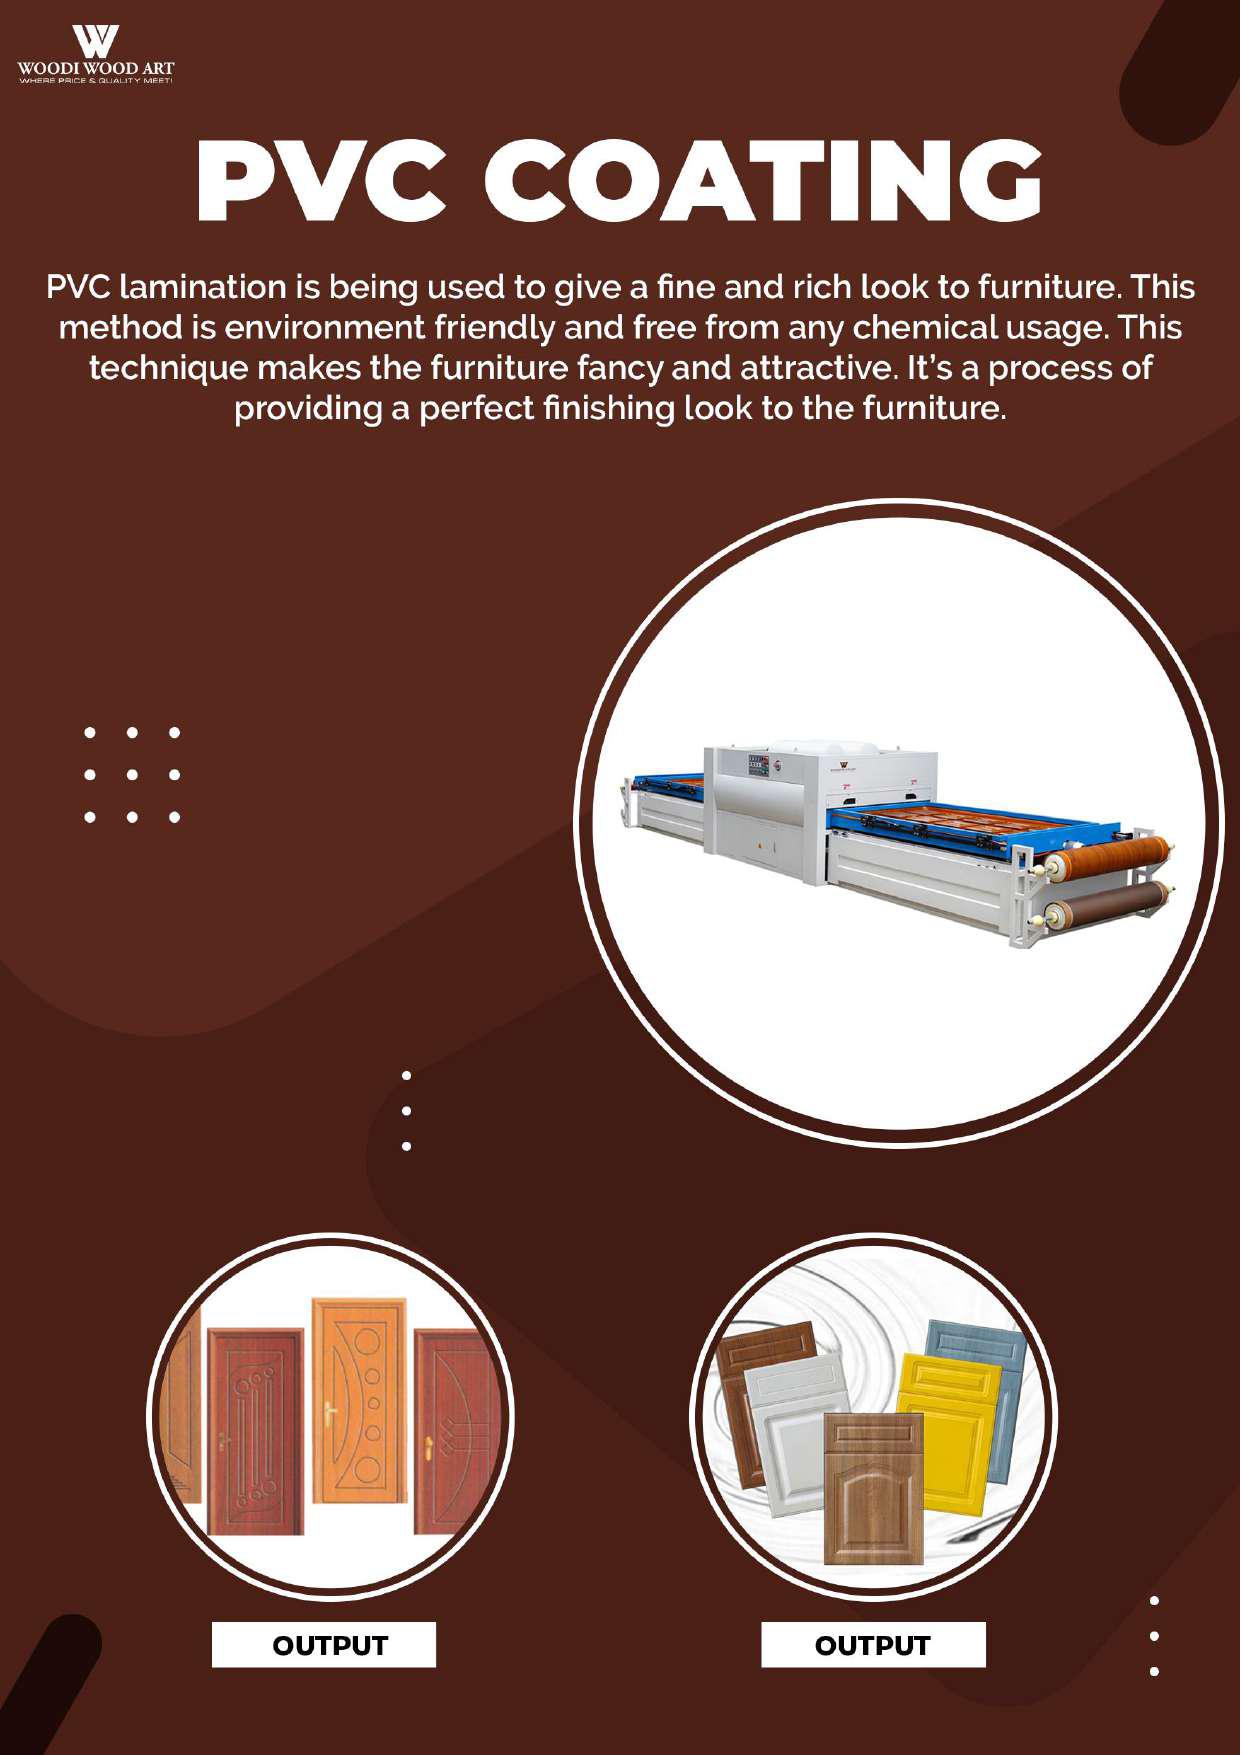 W
WOODI WOOD ART
WHERE PRICE & QUALITY MEET!
PVC COATING
PVC lamination is being used to give a fine and rich look to furniture. This
method is environment friendly and free from any chemical usage. This
technique makes the furniture fancy and attractive. It’s a process of
providing a perfect finishing look to the furniture.
OUTPUT
OUTPUT